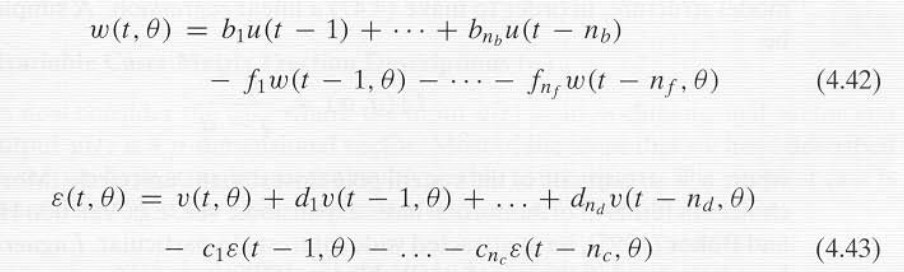 w(t, θ) = b₁u(t − 1) + ··· + b_{n_b}u(t − n_b)
− f₁w(t − 1, θ) − ··· − f_{n_f}w(t − n_f, θ) (4.42)
ε(t, θ) = v(t, θ) + d₁v(t − 1, θ) + ... + d_{n_d}v(t − n_d, θ)
− c₁ε(t − 1, θ) − ... − c_{n_c}ε(t − n_c, θ) (4.43)